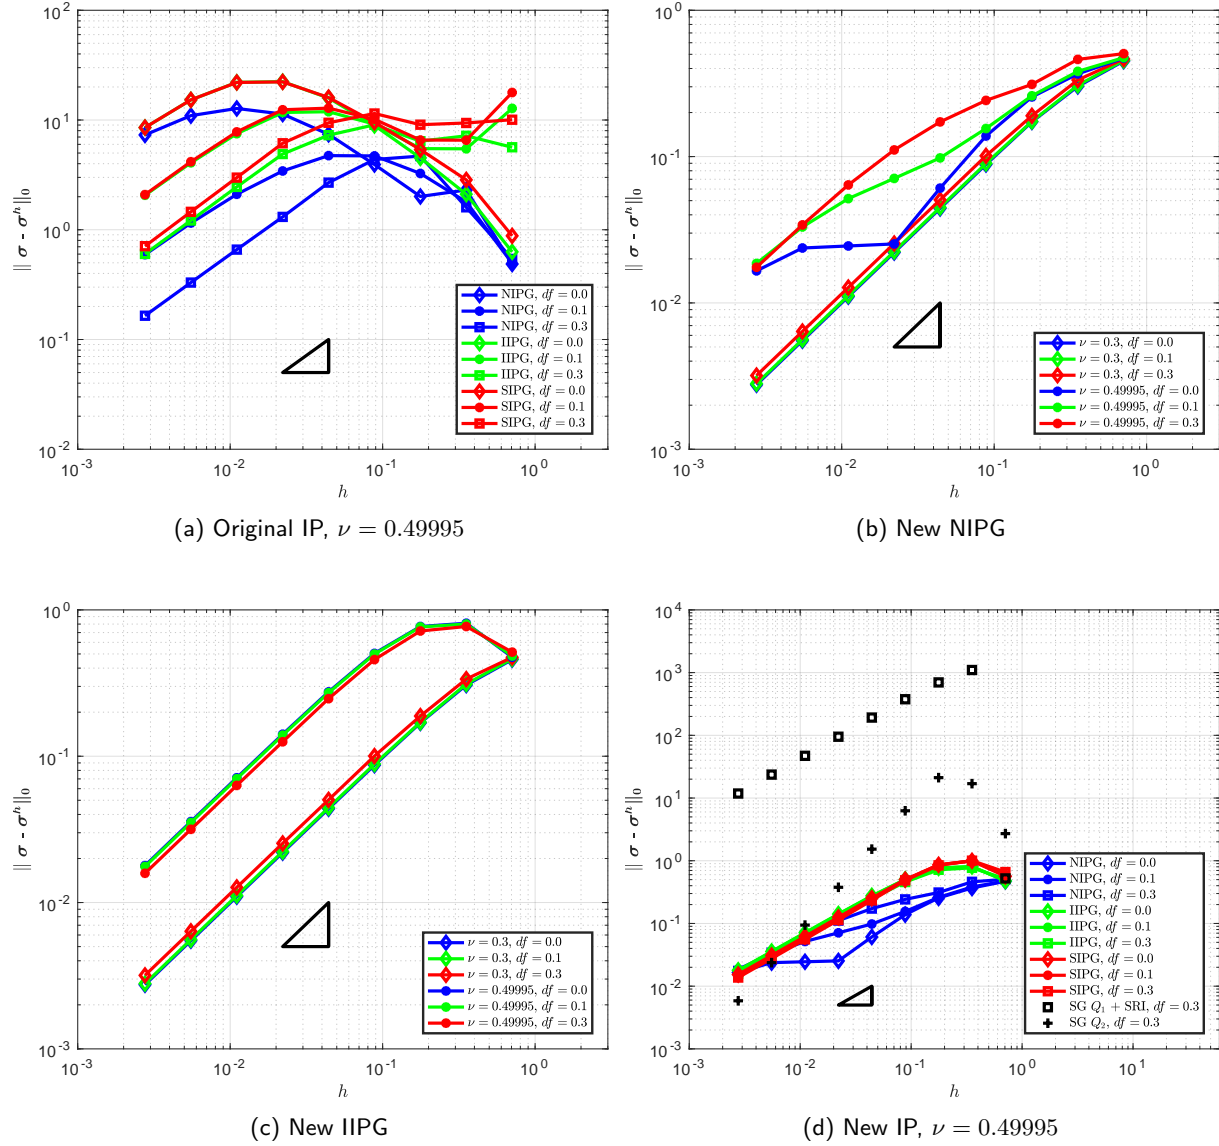 10^2
10^1
10^0
10^-1
10^-2
‖ σ - σ^h‖_0
10^-3
10^-2
10^-1
10^0
h
NIPG, df = 0.0
NIPG, df = 0.1
NIPG, df = 0.3
IIPG, df = 0.0
IIPG, df = 0.1
IIPG, df = 0.3
SIPG, df = 0.0
SIPG, df = 0.1
SIPG, df = 0.3
(a) Original IP, ν = 0.49995
10^0
10^-1
10^-2
10^-3
‖ σ - σ^h‖_0
10^-3
10^-2
10^-1
10^0
h
ν = 0.3, df = 0.0
ν = 0.3, df = 0.1
ν = 0.3, df = 0.3
ν = 0.49995, df = 0.0
ν = 0.49995, df = 0.1
ν = 0.49995, df = 0.3
(b) New NIPG
10^0
10^-1
10^-2
10^-3
‖ σ - σ^h‖_0
10^-3
10^-2
10^-1
10^0
h
ν = 0.3, df = 0.0
ν = 0.3, df = 0.1
ν = 0.3, df = 0.3
ν = 0.49995, df = 0.0
ν = 0.49995, df = 0.1
ν = 0.49995, df = 0.3
(c) New IIPG
10^4
10^3
10^2
10^1
10^0
10^-1
10^-2
10^-3
‖ σ - σ^h‖_0
10^-3
10^-2
10^-1
10^0
10^1
h
NIPG, df = 0.0
NIPG, df = 0.1
NIPG, df = 0.3
IIPG, df = 0.0
IIPG, df = 0.1
IIPG, df = 0.3
SIPG, df = 0.0
SIPG, df = 0.1
SIPG, df = 0.3
SG Q_1 + SRI, df = 0.3
SG Q_2, df = 0.3
(d) New IP, ν = 0.49995